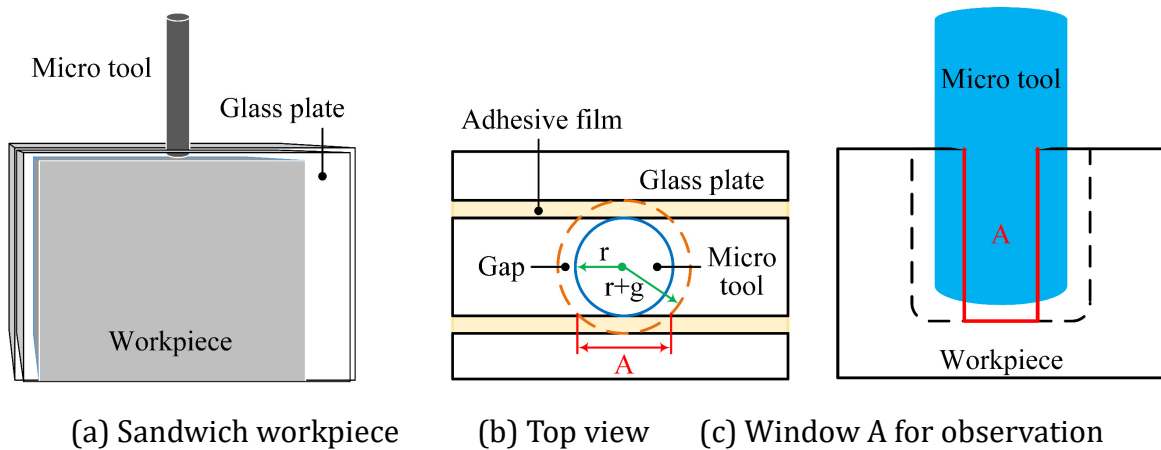 Micro tool
Glass plate
Workpiece
Adhesive film
Glass plate
Gap
r
r+g
Micro
tool
A
Micro tool
A
Workpiece
(a) Sandwich workpiece
(b) Top view
(c) Window A for observation